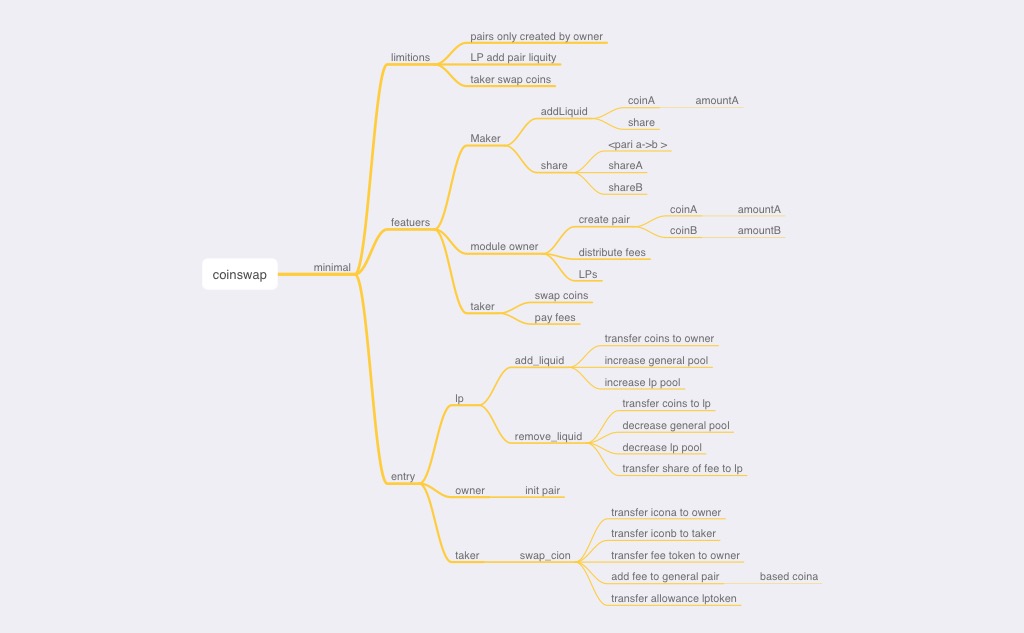 coinswap
minimal
limitions
pairs only created by owner
LP add pair liquity
taker swap coins
featuers
Maker
addLiquid
coinA
amountA
share
share
<pari a->b >
shareA
shareB
module owner
create pair
coinA
amountA
coinB
amountB
distribute fees
LPs
taker
swap coins
pay fees
entry
lp
add_liquid
transfer coins to owner
increase general pool
increase lp pool
remove_liquid
transfer coins to lp
decrease general pool
decrease lp pool
transfer share of fee to lp
owner
init pair
taker
swap_cion
transfer icona to owner
transfer iconb to taker
transfer fee token to owner
add fee to general pair
based coina
transfer allowance lptoken